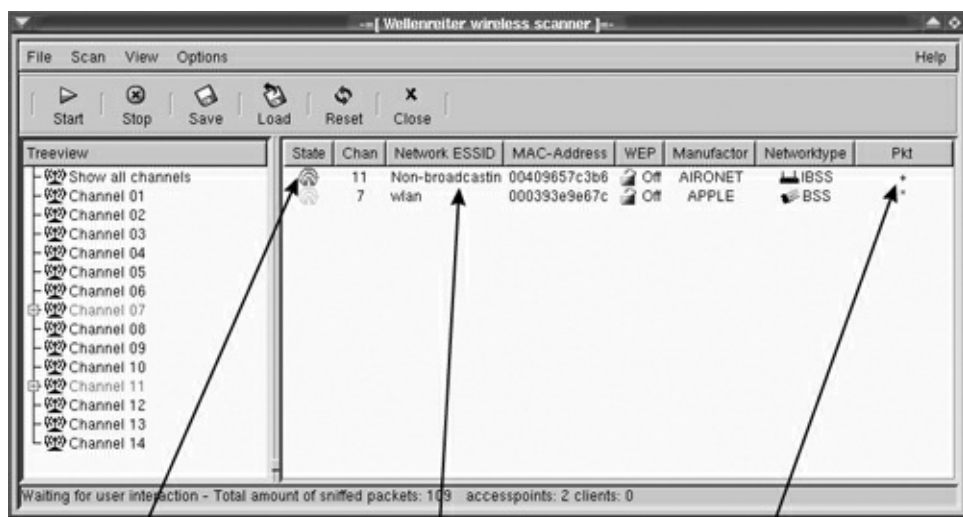 -=[ Wellenreiter wireless scanner ]=-
File Scan View Options Help
Start Stop Save Load Reset Close
Treeview
Show all channels
Channel 01
Channel 02
Channel 03
Channel 04
Channel 05
Channel 06
Channel 07
Channel 08
Channel 09
Channel 10
Channel 11
Channel 12
Channel 13
Channel 14
State Chan Network ESSID MAC-Address WEP Manufactor Networktype Pkt
11 Non-broadcastin 00409657c3b6 Off AIRONET IBSS +
7 wlan 000393e9e67c Off APPLE BSS *
Waiting for user interaction - Total amount of sniffed packets: 109 accesspoints: 2 clients: 0